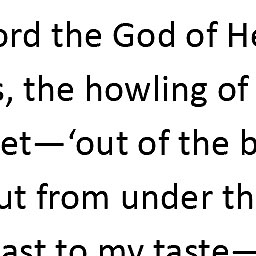 ord the God of He
s, the howling of
et—‘out of the b
ut from under th
ast to my taste—